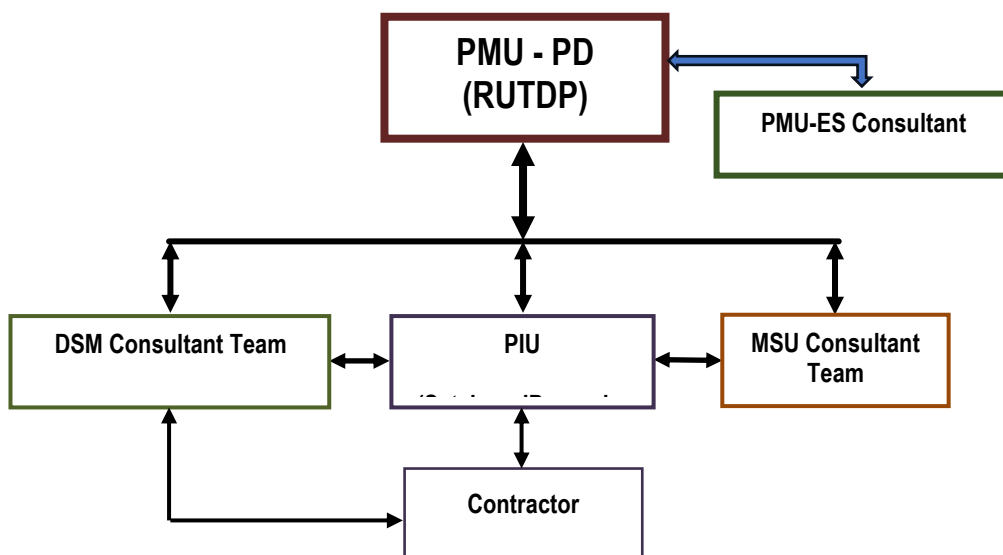 PMU - PD
(RUTDP)
PMU-ES Consultant
DSM Consultant Team
PIU
MSU Consultant
Team
Contractor